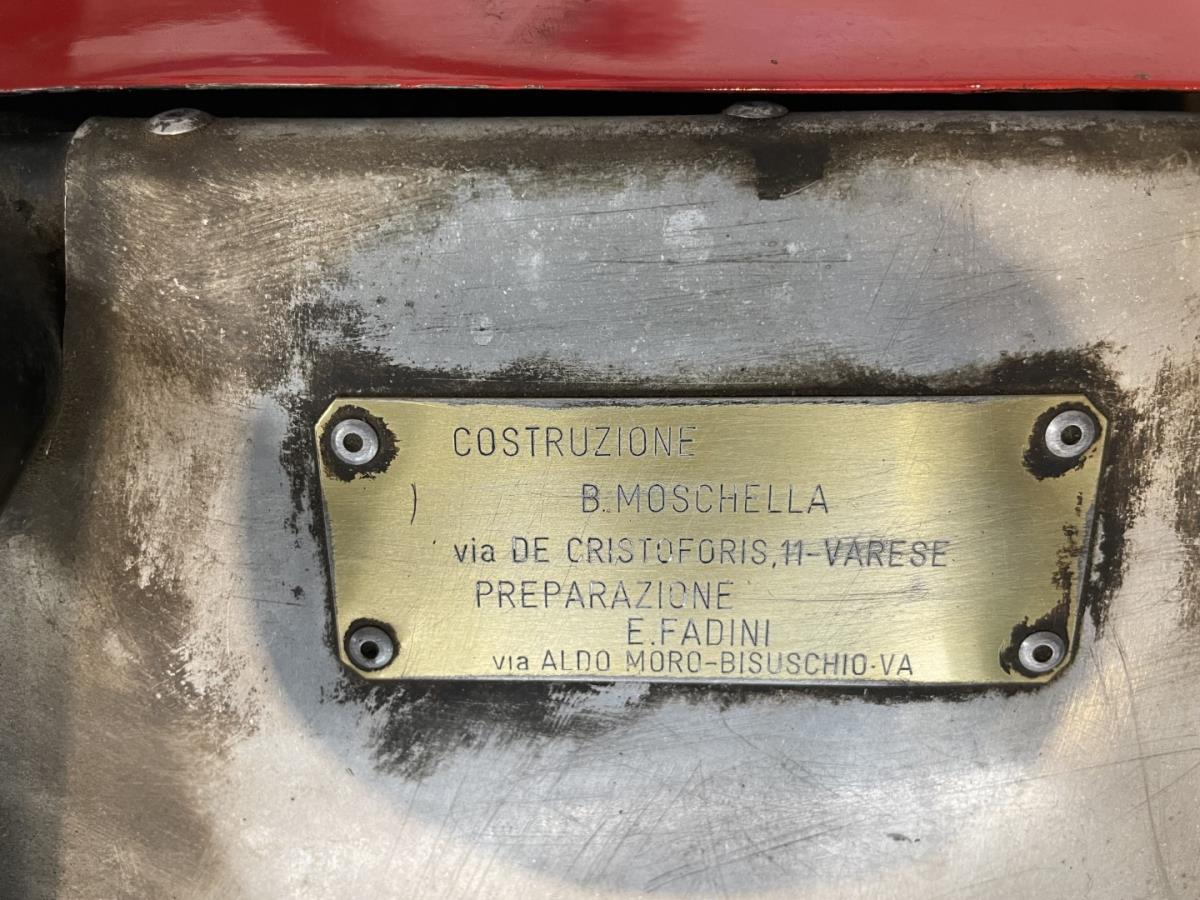 COSTRUZIONE
) B.MOSCHELLA
via DE CRISTOFORIS,11-VARESE
PREPARAZIONE
E.FADINI
via ALDO MORO-BISUSCHIO-VA